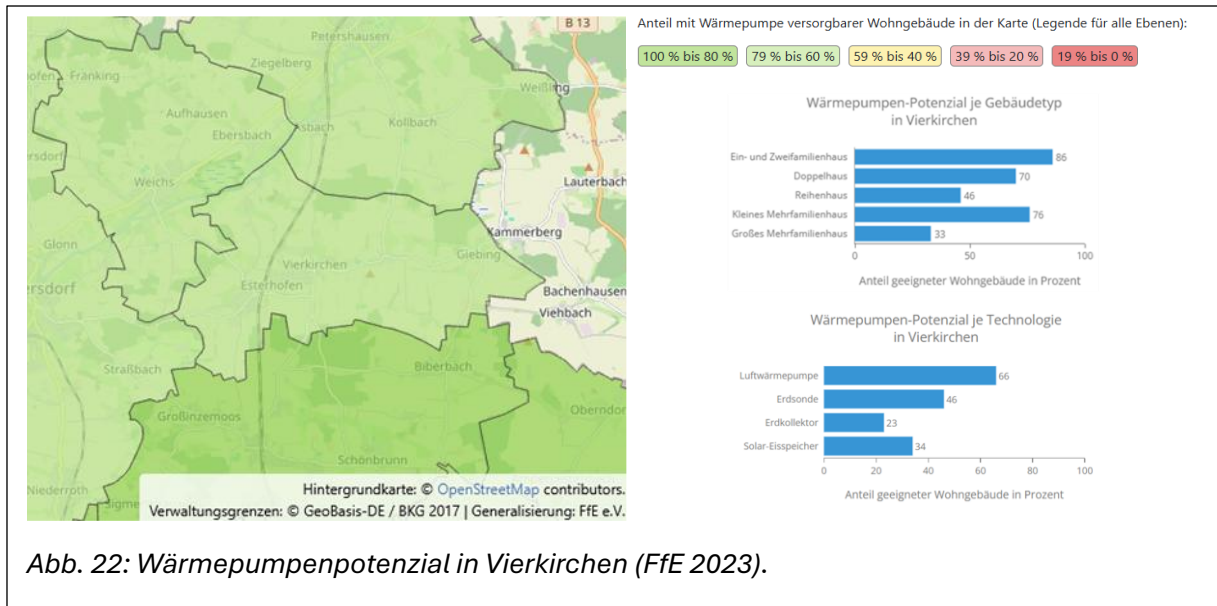 B 13
Petershausen
Ziegelberg
Fränking
Weißling
Aufhausen
Asbach
Kollbach
Ebersbach
ersdorf
Weichs
Lauterbach
Glonn
Kammerberg
Vierkirchen
Giebing
ersdorf
Esterhofen
Bachenhausen
Viehbach
Straßbach
Biberbach
Großinzemoos
Oberndor
Schönbrunn
Niederroth
Sigme
Hintergrundkarte: © OpenStreetMap contributors.
Verwaltungsgrenzen: © GeoBasis-DE / BKG 2017 | Generalisierung: FfE e.V.
Anteil mit Wärmepumpe versorgbarer Wohngebäude in der Karte (Legende für alle Ebenen):
100 % bis 80 % 79 % bis 60 % 59 % bis 40 % 39 % bis 20 % 19 % bis 0 %
Wärmepumpen-Potenzial je Gebäudetyp
in Vierkirchen
Ein- und Zweifamilienhaus 86
Doppelhaus 70
Reihenhaus 46
Kleines Mehrfamilienhaus 76
Großes Mehrfamilienhaus 33
0 50 100
Anteil geeigneter Wohngebäude in Prozent
Wärmepumpen-Potenzial je Technologie
in Vierkirchen
Luftwärmepumpe 66
Erdsonde 46
Erdkollektor 23
Solar-Eisspeicher 34
0 20 40 60 80 100
Anteil geeigneter Wohngebäude in Prozent
Abb. 22: Wärmepumpenpotenzial in Vierkirchen (FfE 2023).